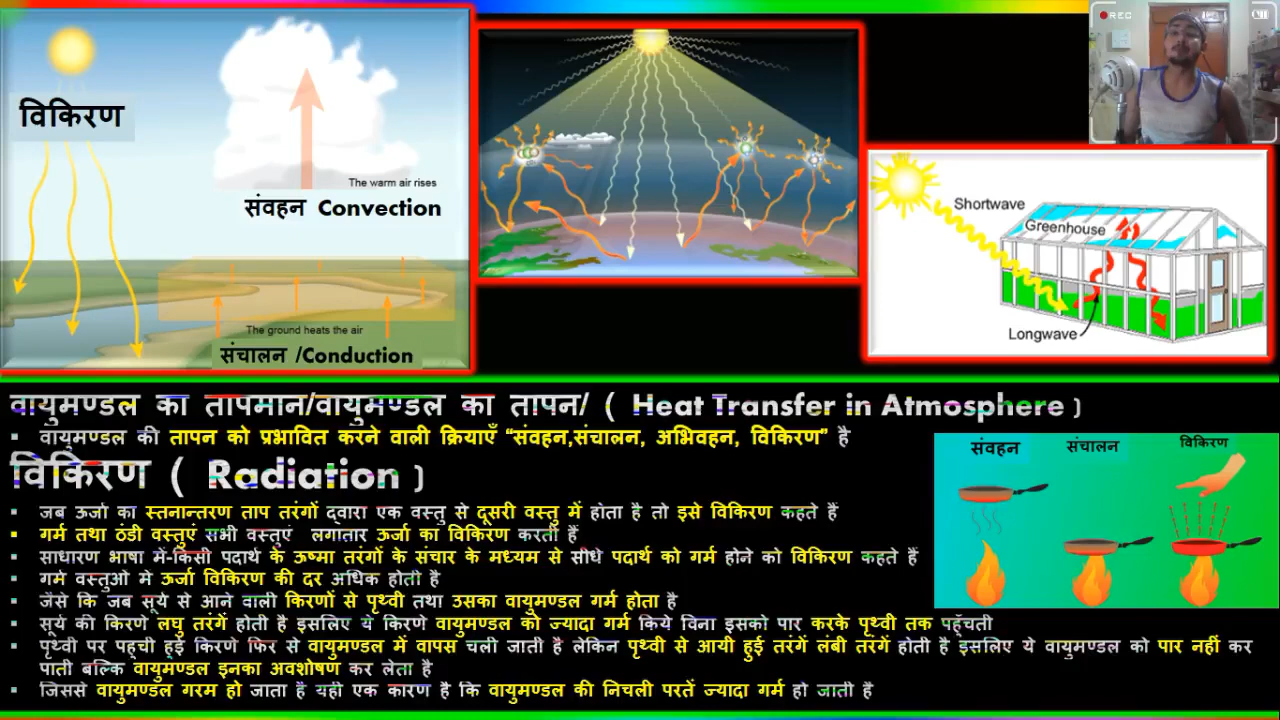 REC
विकिरण
The warm air rises
संवहन Convection
The ground heats the air
संचालन /Conduction
Shortwave
Greenhouse
Longwave
वायुमण्डल का तापमान/वायुमण्डल का तापन/ ( Heat Transfer in Atmosphere )
वायुमण्डल की तापन को प्रभावित करने वाली क्रियाएँ “संवहन,संचालन, अभिवहन, विकिरण” है
विकिरण ( Radiation )
संवहन संचालन विकिरण
जब ऊर्जा का स्तनान्तरण ताप तरंगों द्वारा एक वस्तु से दूसरी वस्तु में होता है तो इसे विकिरण कहते हैं
गर्म तथा ठंडी वस्तुएं सभी वस्तुएं लगातार ऊर्जा का विकिरण करती हैं
साधारण भाषा में-किसी पदार्थ के ऊष्मा तरंगों के संचार के मध्यम से सीधे पदार्थ को गर्म होने को विकिरण कहते हैं
गर्म वस्तुओं में ऊर्जा विकिरण की दर अधिक होती है
जैसे कि जब सूर्य से आने वाली किरणों से पृथ्वी तथा उसका वायुमण्डल गर्म होता है
सूर्य की किरणें लघु तरंगें होती है इसलिए ये किरणे वायुमण्डल को ज्यादा गर्म किये विना इसको पार करके पृथ्वी तक पहूँचती
पृथ्वी पर पहूची हूई किरणे फिर से वायुमण्डल में वापस चली जाती है लेकिन पृथ्वी से आयी हूई तरंगें लंबी तरंगें होती है इसलिए ये वायुमण्डल को पार नहीं कर
पाती बल्कि वायुमण्डल इनका अवशोषण कर लेता है
जिससे वायुमण्डल गरम हो जाता है यही एक कारण है कि वायुमण्डल की निचली परतें ज्यादा गर्म हो जाती है